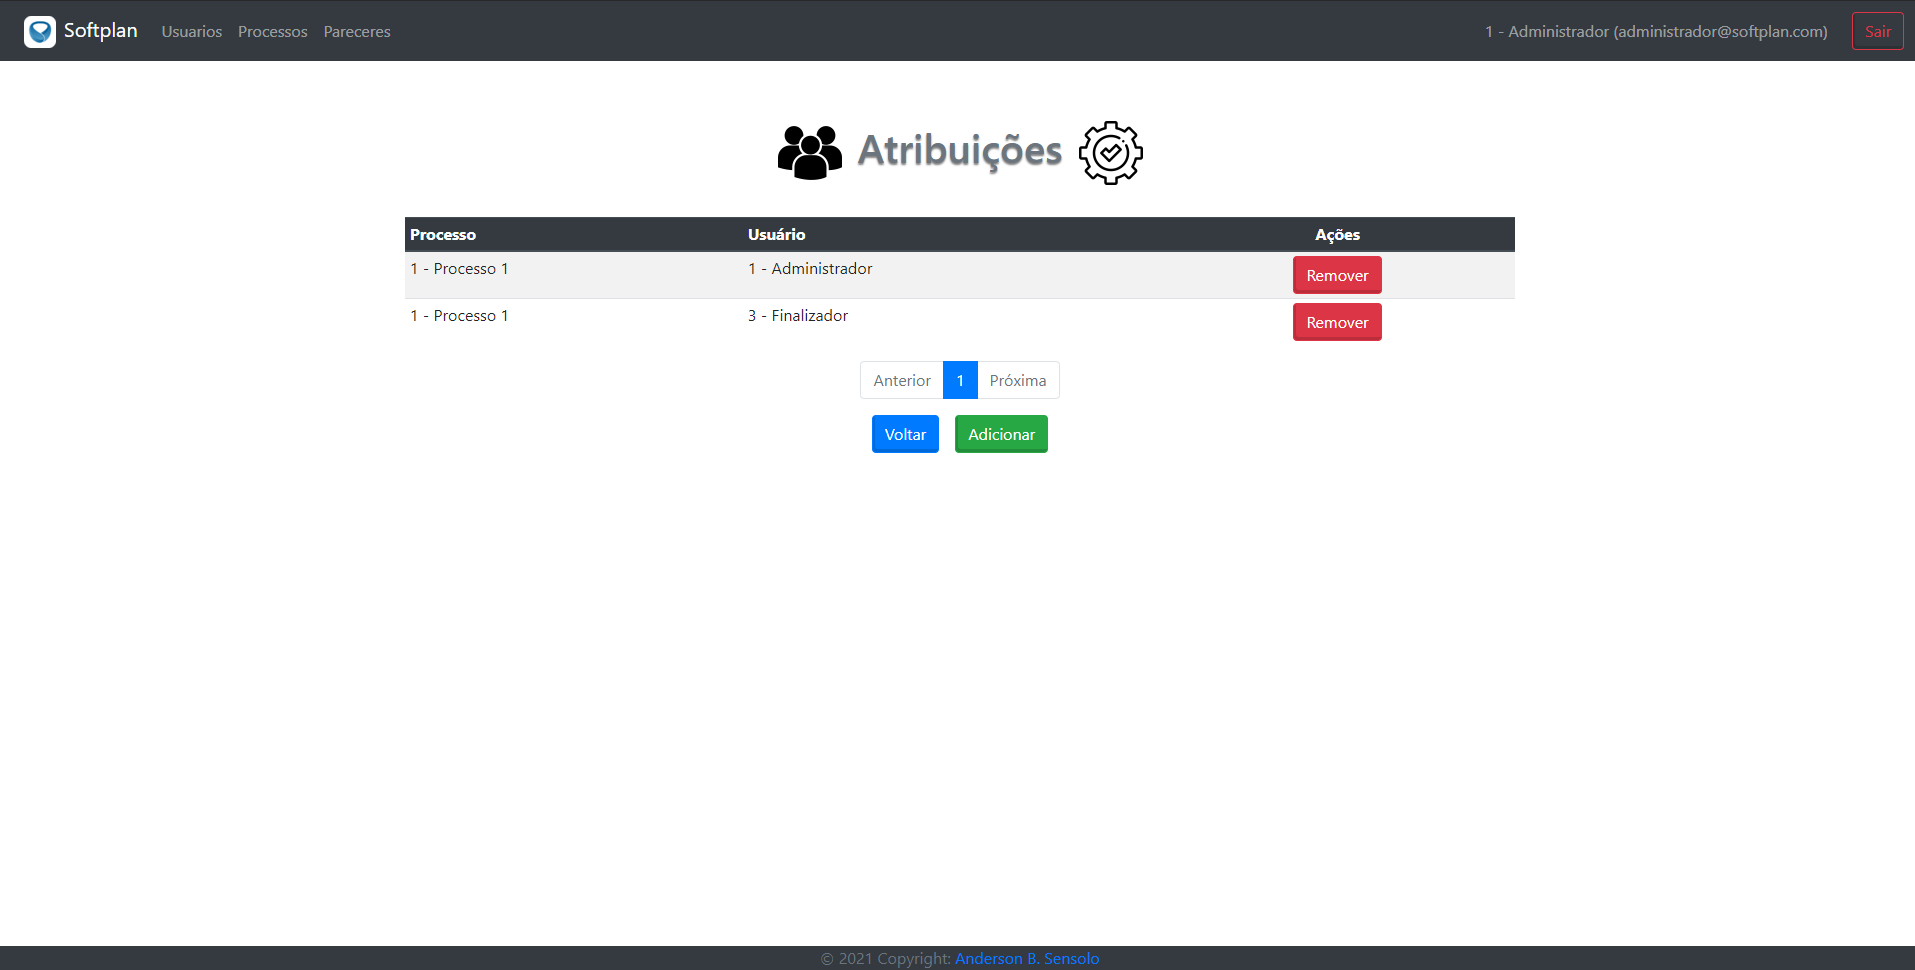 Softplan Usuarios Processos Pareceres 1 - Administrador (administrador@softplan.com) Sair
Atribuições
Processo Usuário Ações
1 - Processo 1 1 - Administrador Remover
1 - Processo 1 3 - Finalizador Remover
Anterior 1 Próxima
Voltar Adicionar
© 2021 Copyright: Anderson B. Sensolo